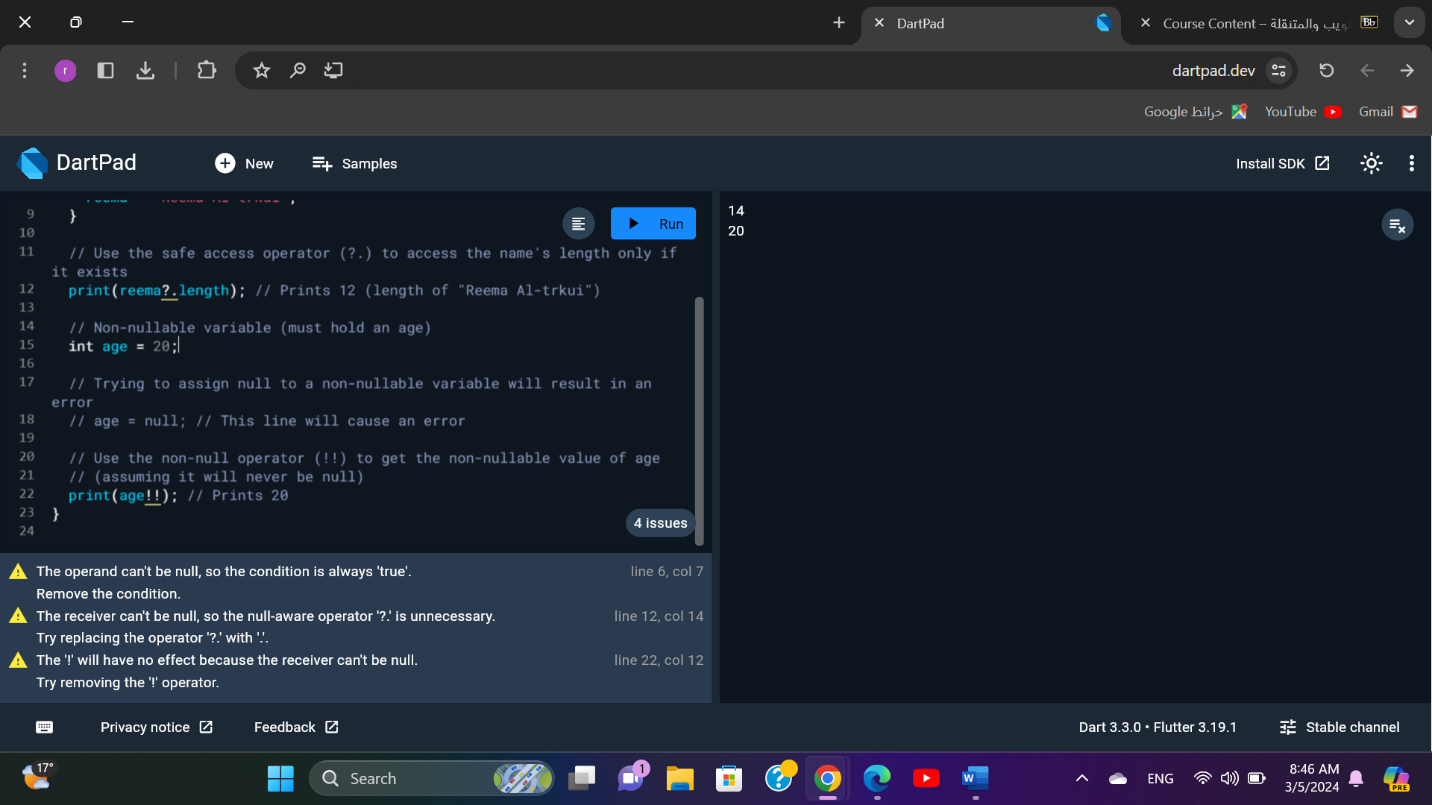 DartPad
Course Content – ويب والمتنقلة
Bb
r
dartpad.dev
خرائط Google
YouTube
Gmail
DartPad
New
Samples
Install SDK
9 }
10
11 // Use the safe access operator (?.) to access the name's length only if
it exists
12 print(reema?.length); // Prints 12 (length of "Reema Al-trkui")
13
14 // Non-nullable variable (must hold an age)
15 int age = 20;
16
17 // Trying to assign null to a non-nullable variable will result in an
error
18 // age = null; // This line will cause an error
19
20 // Use the non-null operator (!!) to get the non-nullable value of age
21 // (assuming it will never be null)
22 print(age!!); // Prints 20
23 }
24
Run
4 issues
14
20
The operand can't be null, so the condition is always 'true'. line 6, col 7
Remove the condition.
The receiver can't be null, so the null-aware operator '?.' is unnecessary. line 12, col 14
Try replacing the operator '?.' with '.'.
The '!' will have no effect because the receiver can't be null. line 22, col 12
Try removing the '!' operator.
Privacy notice
Feedback
Dart 3.3.0 • Flutter 3.19.1
Stable channel
17°
Search
1
ENG
8:46 AM
3/5/2024
PRE